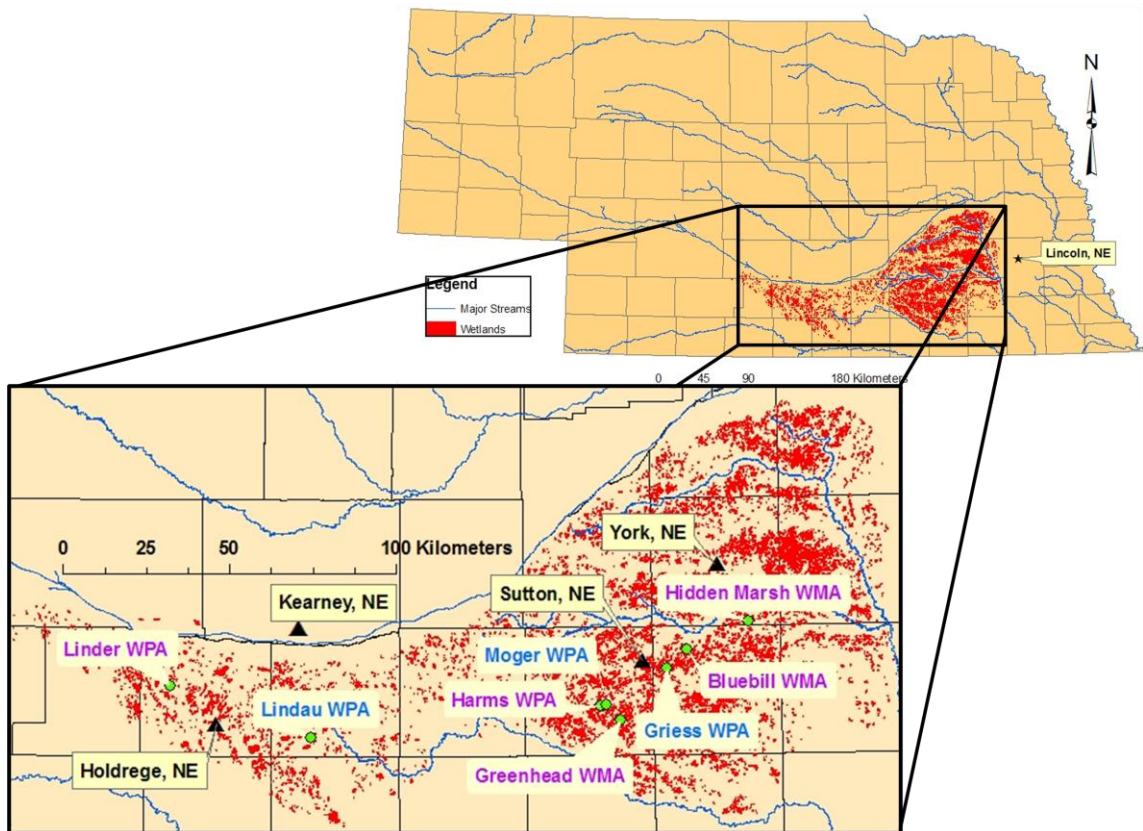 N
Lincoln, NE
Legend
Major Streams
Wetlands
0 45 90 180 Kilometers
0 25 50 100 Kilometers
York, NE
Kearney, NE
Sutton, NE
Hidden Marsh WMA
Linder WPA
Moger WPA
Bluebill WMA
Harms WPA
Lindau WPA
Griess WPA
Holdrege, NE
Greenhead WMA